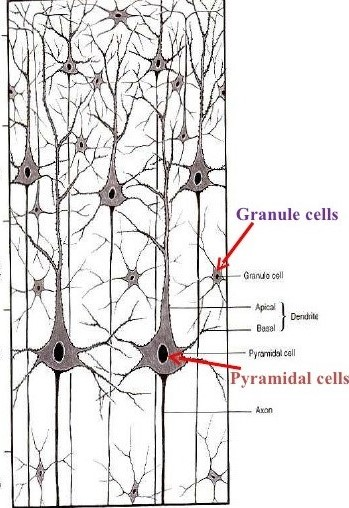 Granule cells
Granule cell
Apical
Dendrite
Basal
Pyramidal cell
Pyramidal cells
Axon